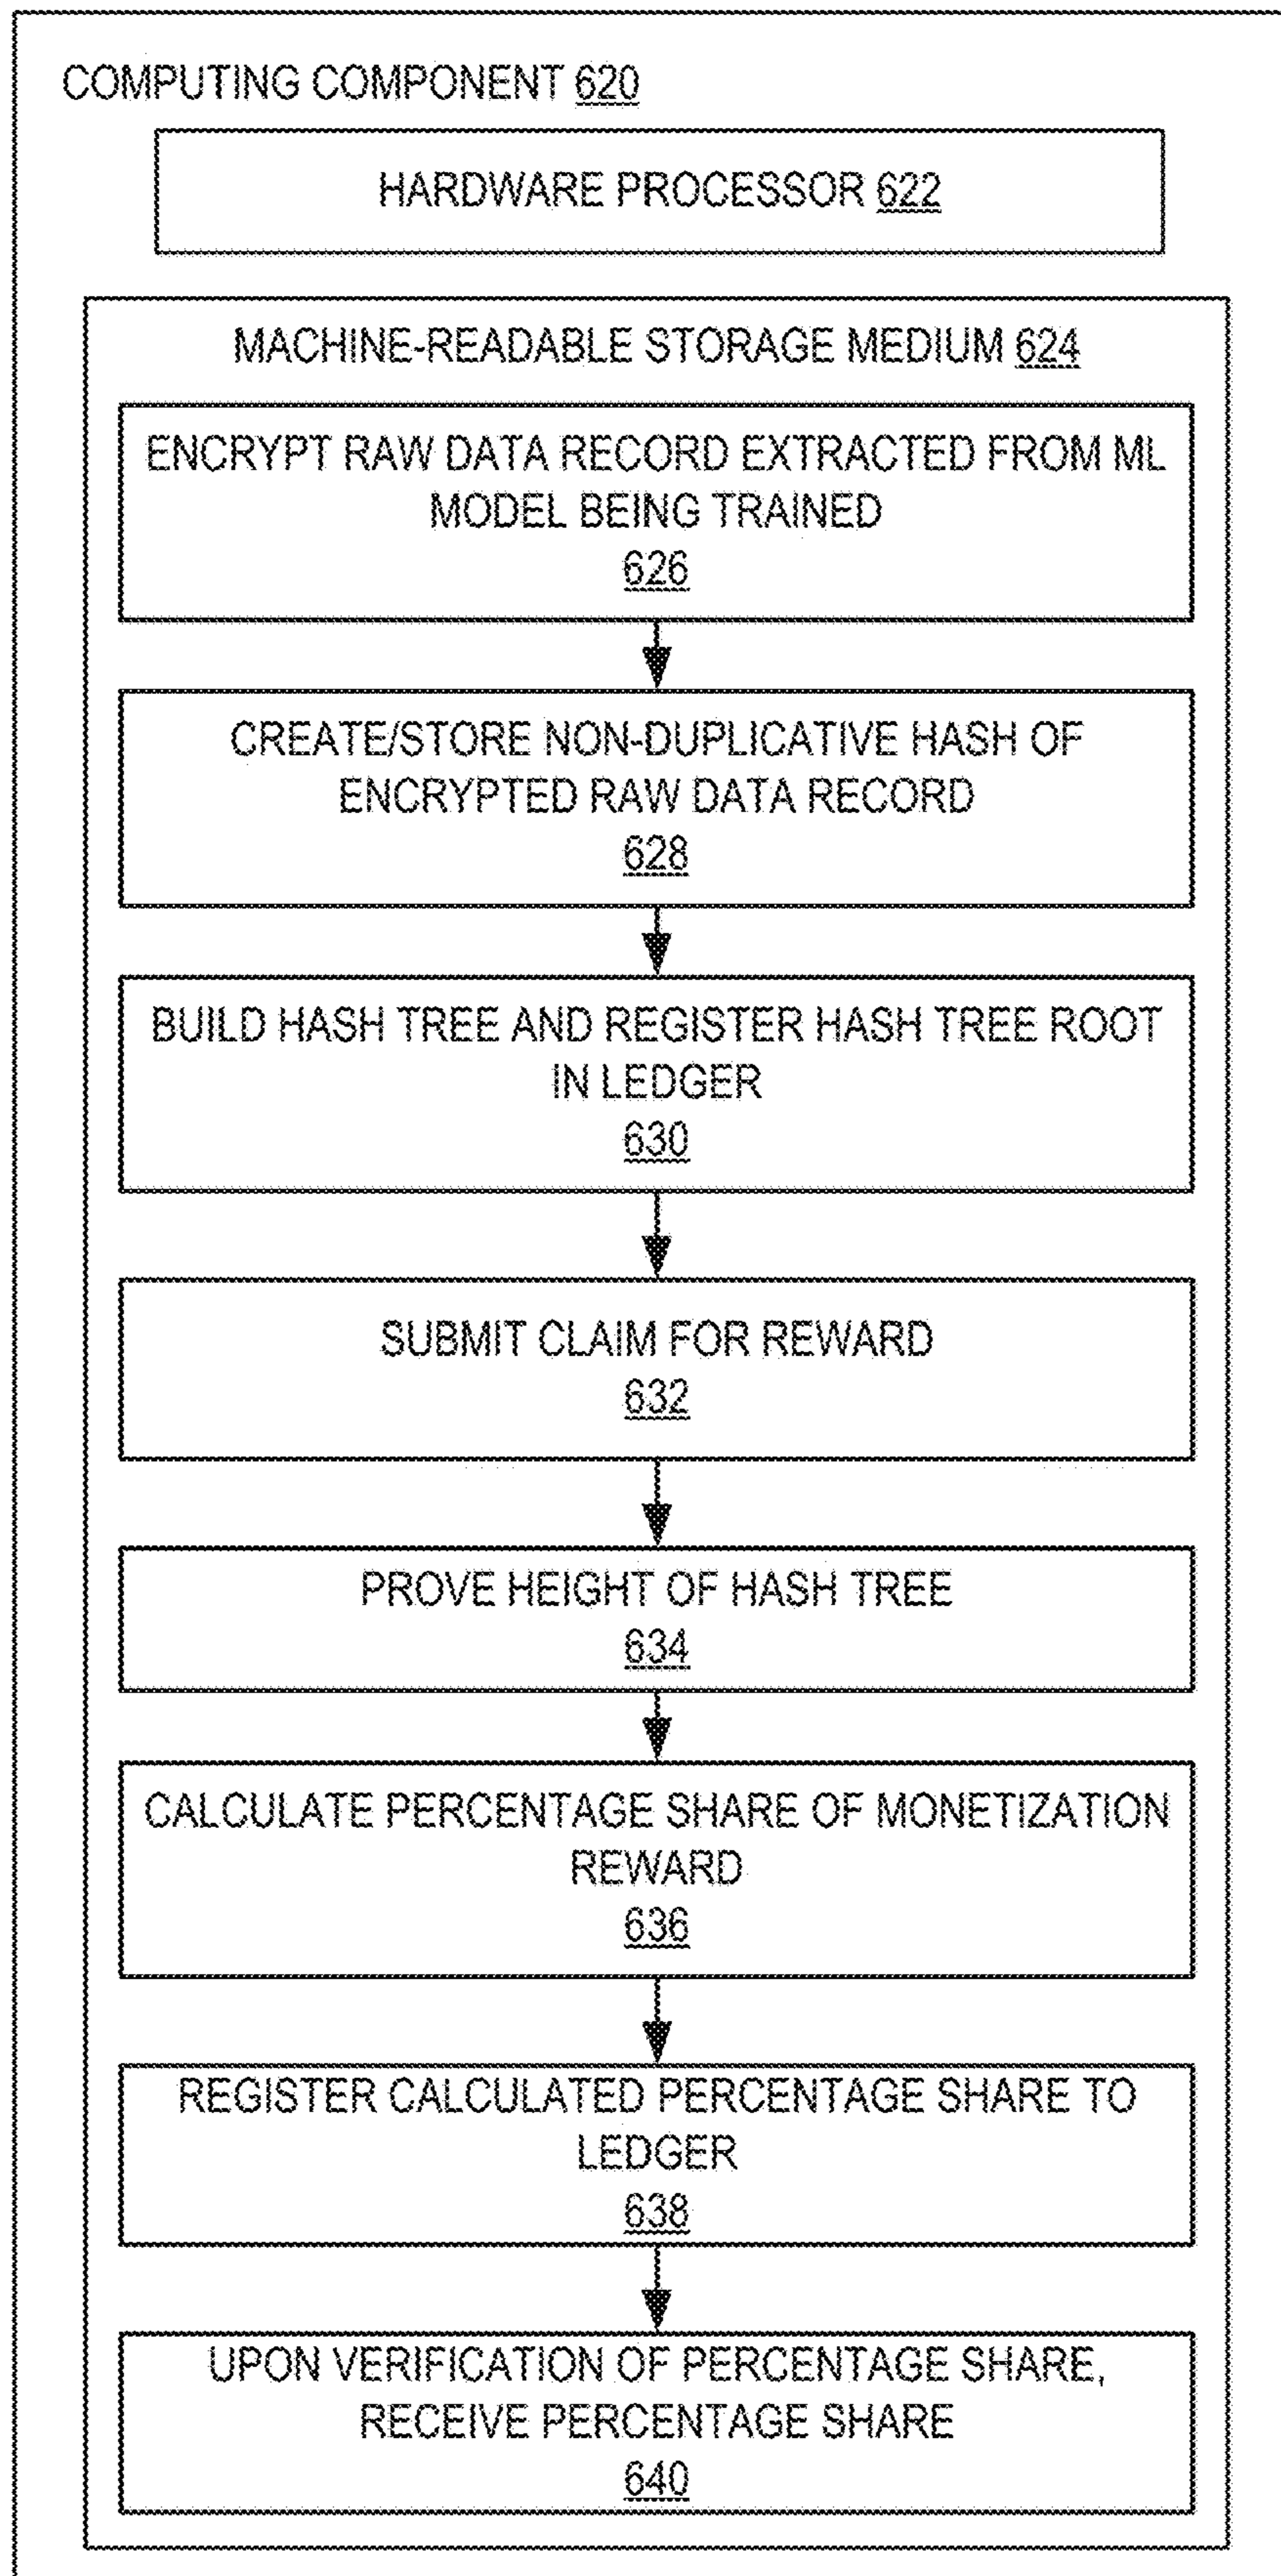 COMPUTING COMPONENT 620
HARDWARE PROCESSOR 622
MACHINE-READABLE STORAGE MEDIUM 624
ENCRYPT RAW DATA RECORD EXTRACTED FROM ML
MODEL BEING TRAINED
626
CREATE/STORE NON-DUPLICATIVE HASH OF
ENCRYPTED RAW DATA RECORD
628
BUILD HASH TREE AND REGISTER HASH TREE ROOT
IN LEDGER
630
SUBMIT CLAIM FOR REWARD
632
PROVE HEIGHT OF HASH TREE
634
CALCULATE PERCENTAGE SHARE OF MONETIZATION
REWARD
636
REGISTER CALCULATED PERCENTAGE SHARE TO
LEDGER
638
UPON VERIFICATION OF PERCENTAGE SHARE,
RECEIVE PERCENTAGE SHARE
640